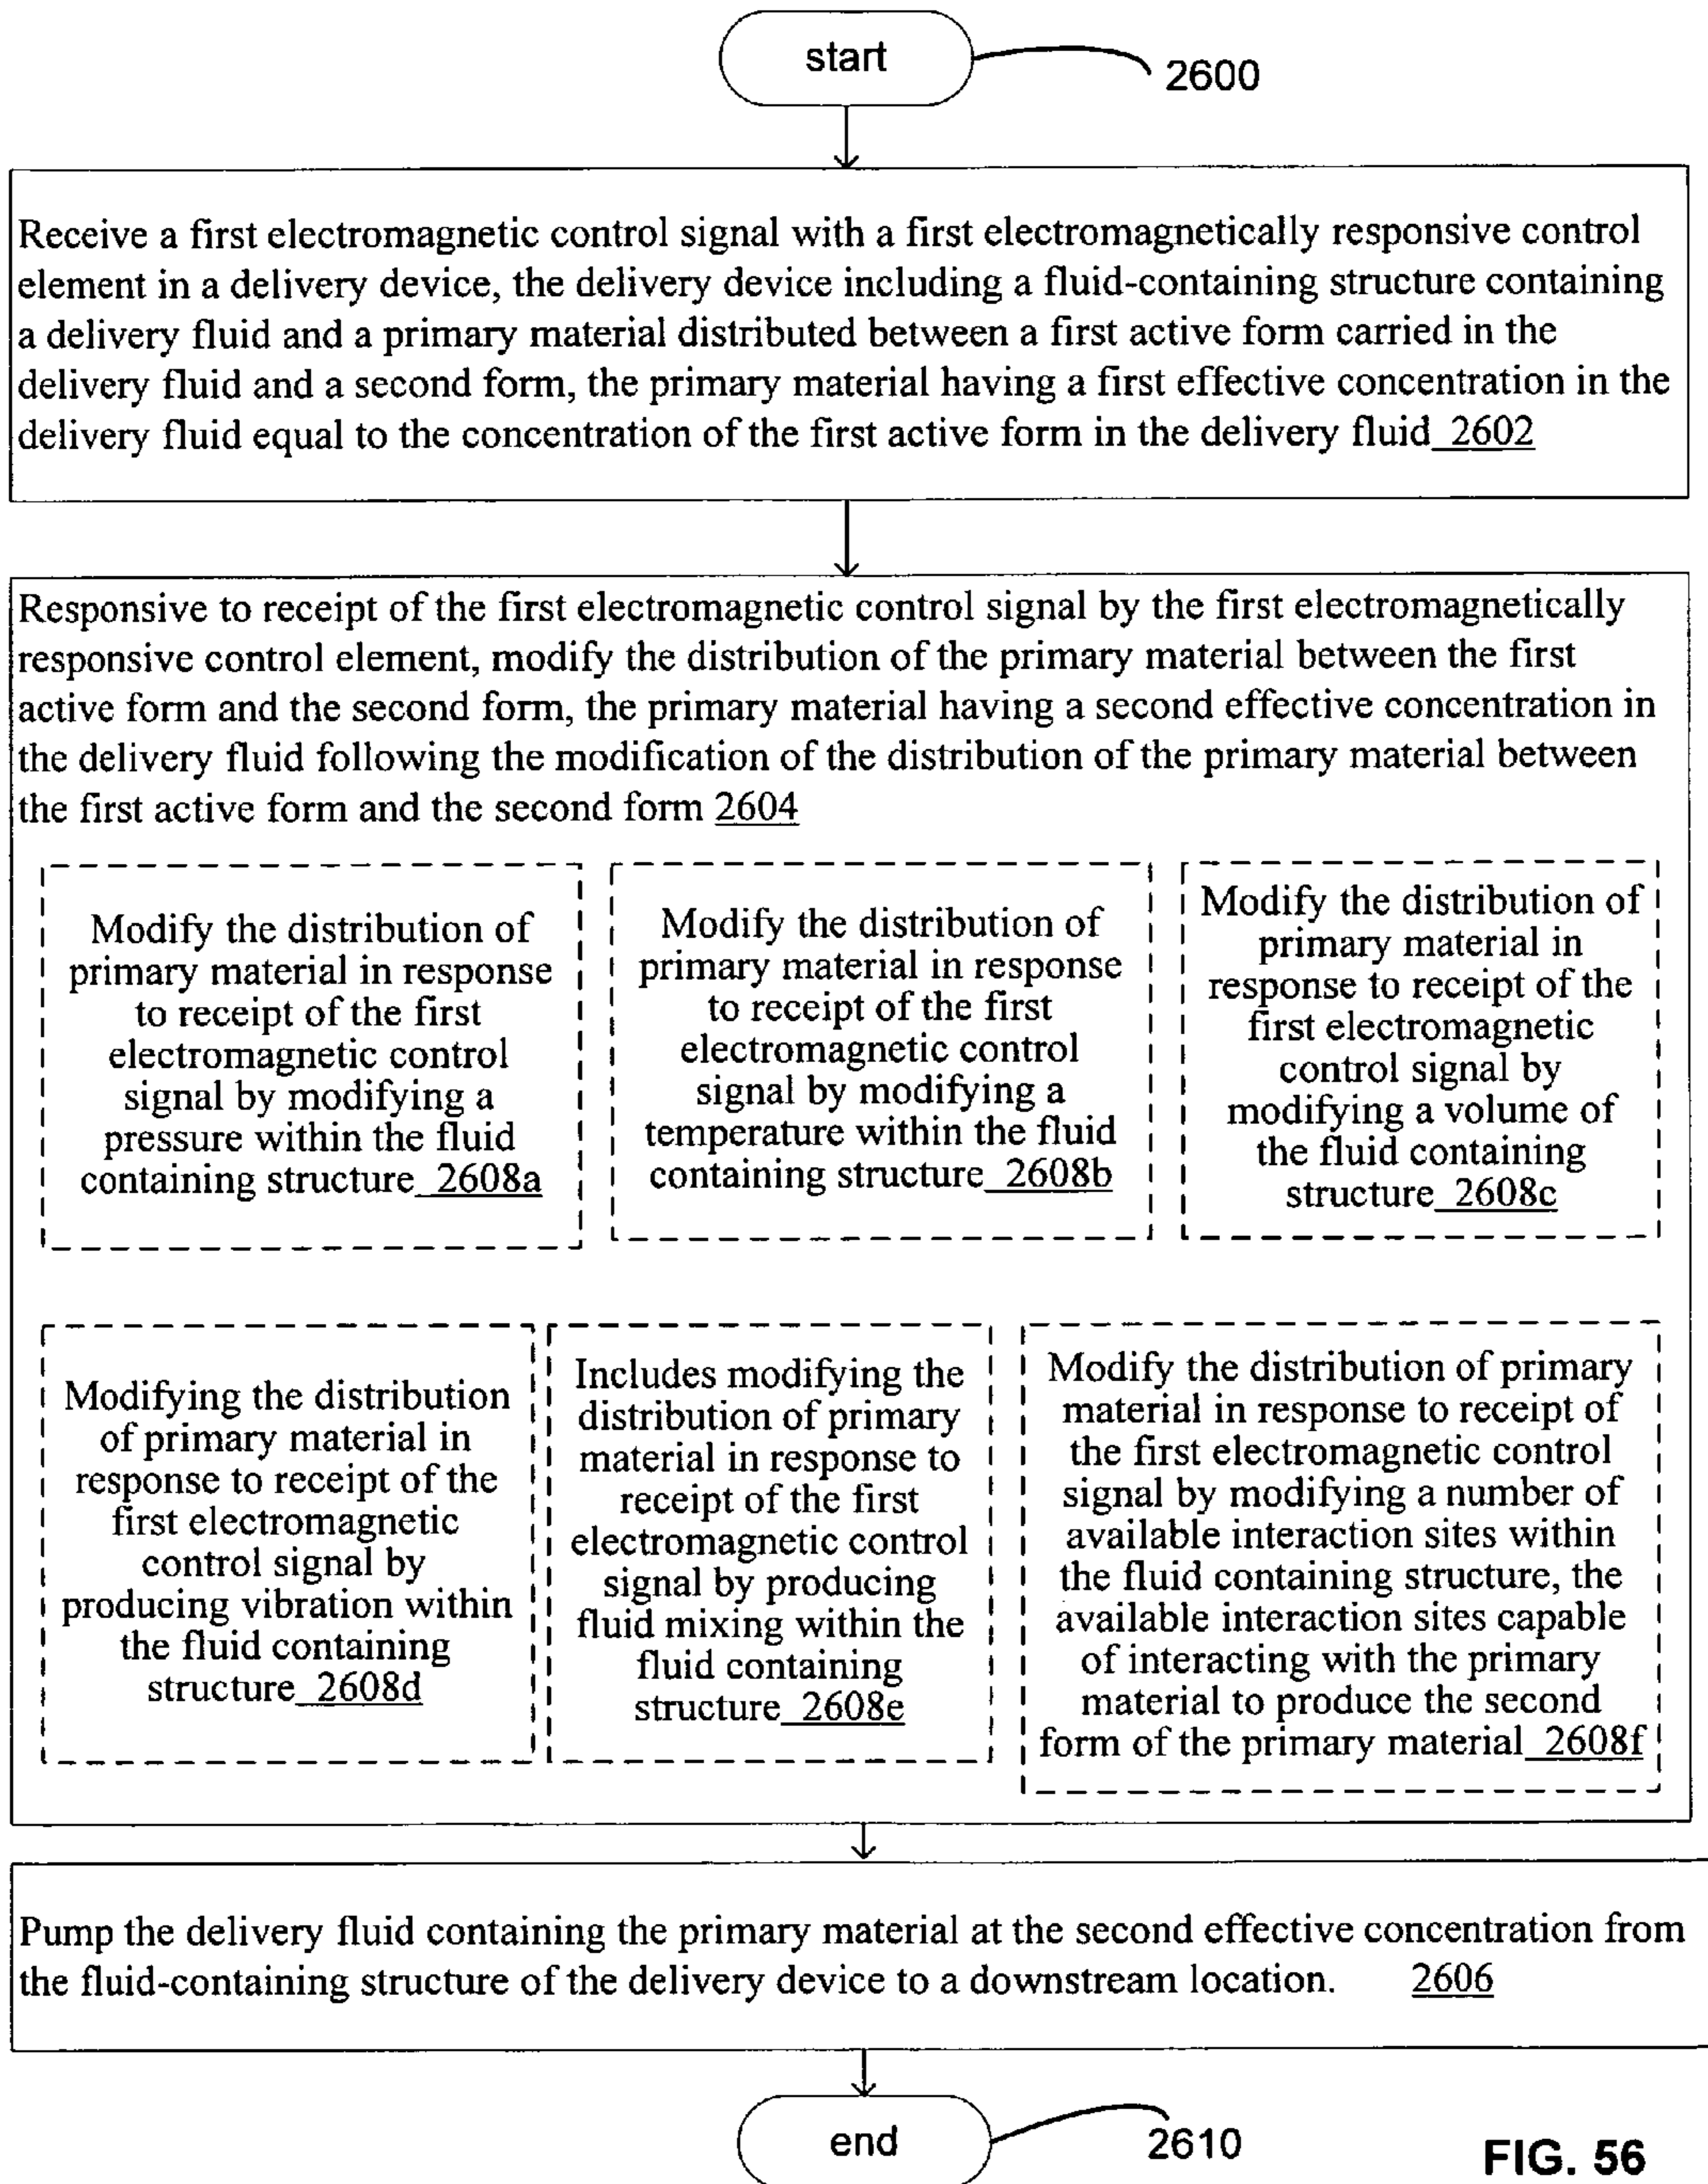 start
2600
Receive a first electromagnetic control signal with a first electromagnetically responsive control
element in a delivery device, the delivery device including a fluid-containing structure containing
a delivery fluid and a primary material distributed between a first active form carried in the
delivery fluid and a second form, the primary material having a first effective concentration in the
delivery fluid equal to the concentration of the first active form in the delivery fluid 2602
Responsive to receipt of the first electromagnetic control signal by the first electromagnetically
responsive control element, modify the distribution of the primary material between the first
active form and the second form, the primary material having a second effective concentration in
the delivery fluid following the modification of the distribution of the primary material between
the first active form and the second form 2604
Modify the distribution of
primary material in response
to receipt of the first
electromagnetic control
signal by modifying a
pressure within the fluid
containing structure 2608a
Modify the distribution of
primary material in response
to receipt of the first
electromagnetic control
signal by modifying a
temperature within the fluid
containing structure 2608b
Modify the distribution of
primary material in
response to receipt of the
first electromagnetic
control signal by
modifying a volume of
the fluid containing
structure 2608c
Modifying the distribution
of primary material in
response to receipt of the
first electromagnetic
control signal by
producing vibration within
the fluid containing
structure 2608d
Includes modifying the
distribution of primary
material in response to
receipt of the first
electromagnetic control
signal by producing
fluid mixing within the
fluid containing
structure 2608e
Modify the distribution of primary
material in response to receipt of
the first electromagnetic control
signal by modifying a number of
available interaction sites within
the fluid containing structure, the
available interaction sites capable
of interacting with the primary
material to produce the second
form of the primary material 2608f
Pump the delivery fluid containing the primary material at the second effective concentration from
the fluid-containing structure of the delivery device to a downstream location. 2606
end
2610
FIG. 56